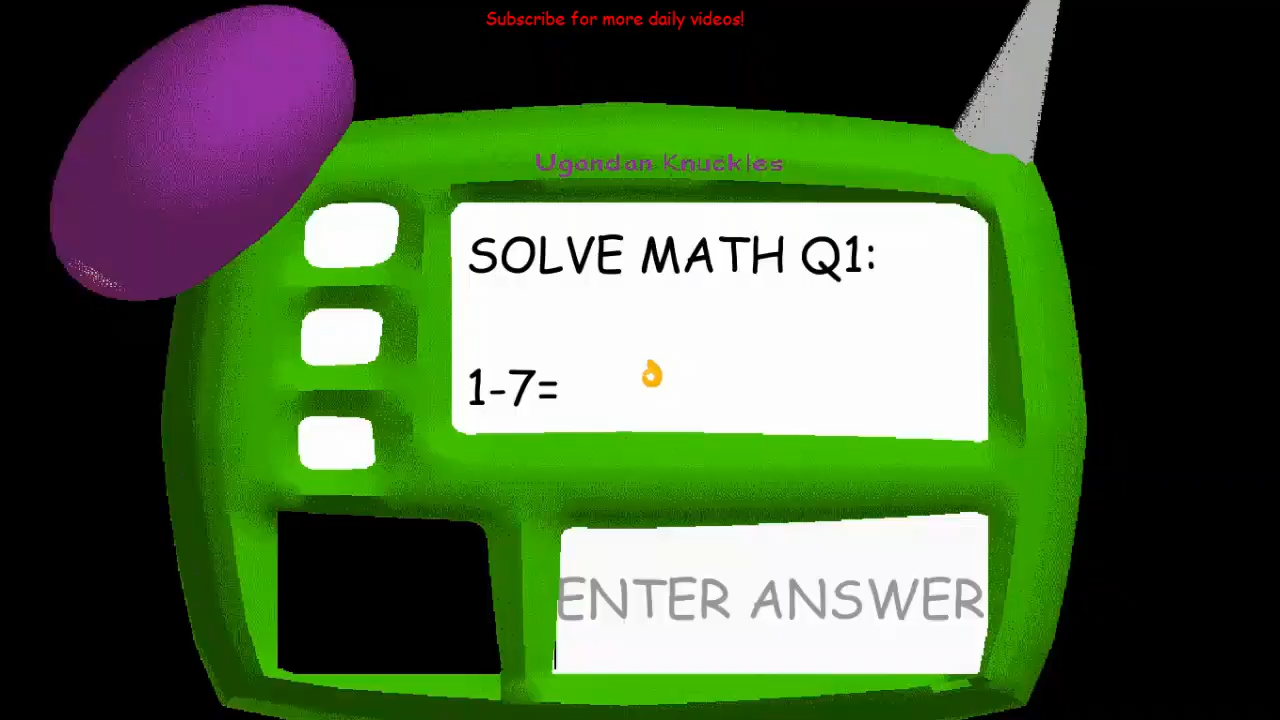 Subscribe for more daily videos!
Ugandan Knuckles
SOLVE MATH Q1:
1-7= 👌
ENTER ANSWER